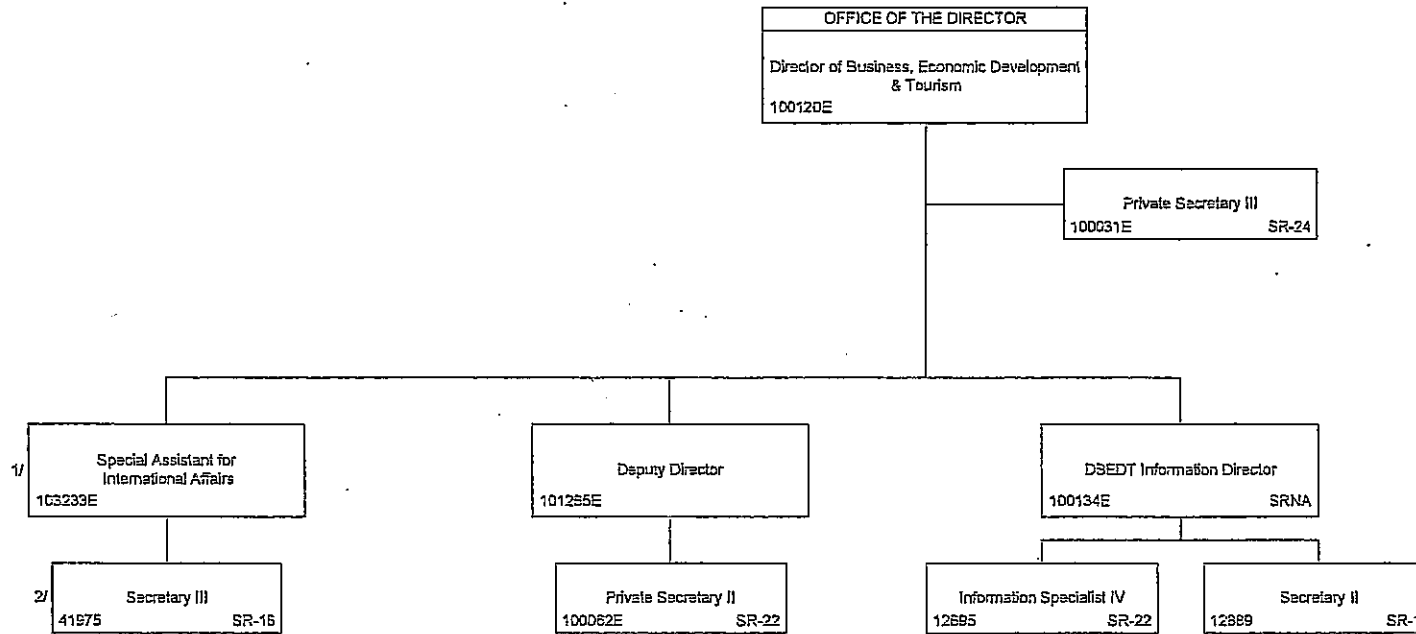 OFFICE OF THE DIRECTOR
Director of Business, Economic Development
& Tourism
100120E
Private Secretary III
100031E SR-24
1/
Special Assistant for
International Affairs
103233E
Deputy Director
101255E
DBEDT Information Director
100134E SRNA
2/
Secretary III
41975 SR-16
Private Secretary II
100062E SR-22
Information Specialist IV
12695 SR-22
Secretary II
12889